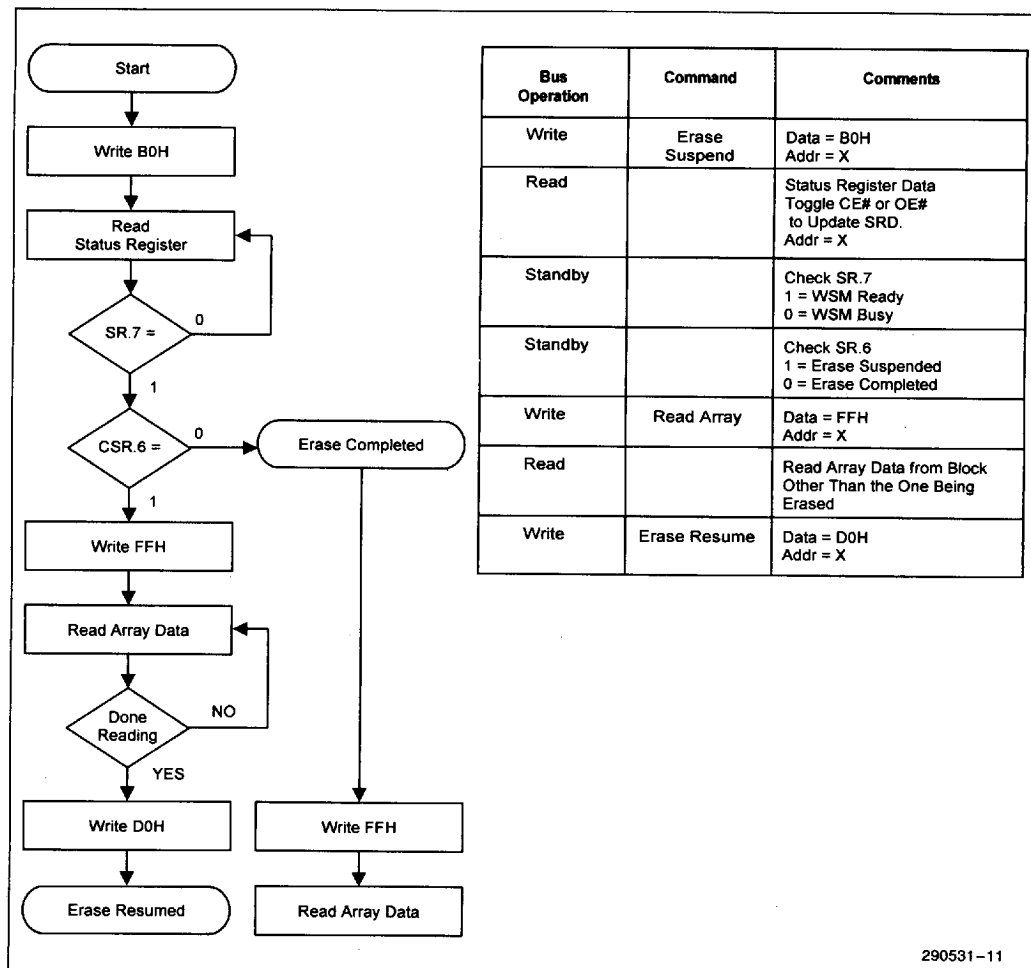 Start
Write B0H
Read
Status Register
SR.7 =
0
1
CSR.6 =
0
Erase Completed
1
Write FFH
Read Array Data
Done
Reading
NO
YES
Write D0H
Write FFH
Erase Resumed
Read Array Data
Bus
Operation
Command
Comments
Write
Erase
Suspend
Data = B0H
Addr = X
Read
Status Register Data
Toggle CE# or OE#
to Update SRD.
Addr = X
Standby
Check SR.7
1 = WSM Ready
0 = WSM Busy
Standby
Check SR.6
1 = Erase Suspended
0 = Erase Completed
Write
Read Array
Data = FFH
Addr = X
Read
Read Array Data from Block
Other Than the One Being
Erased
Write
Erase Resume
Data = D0H
Addr = X
290531-11